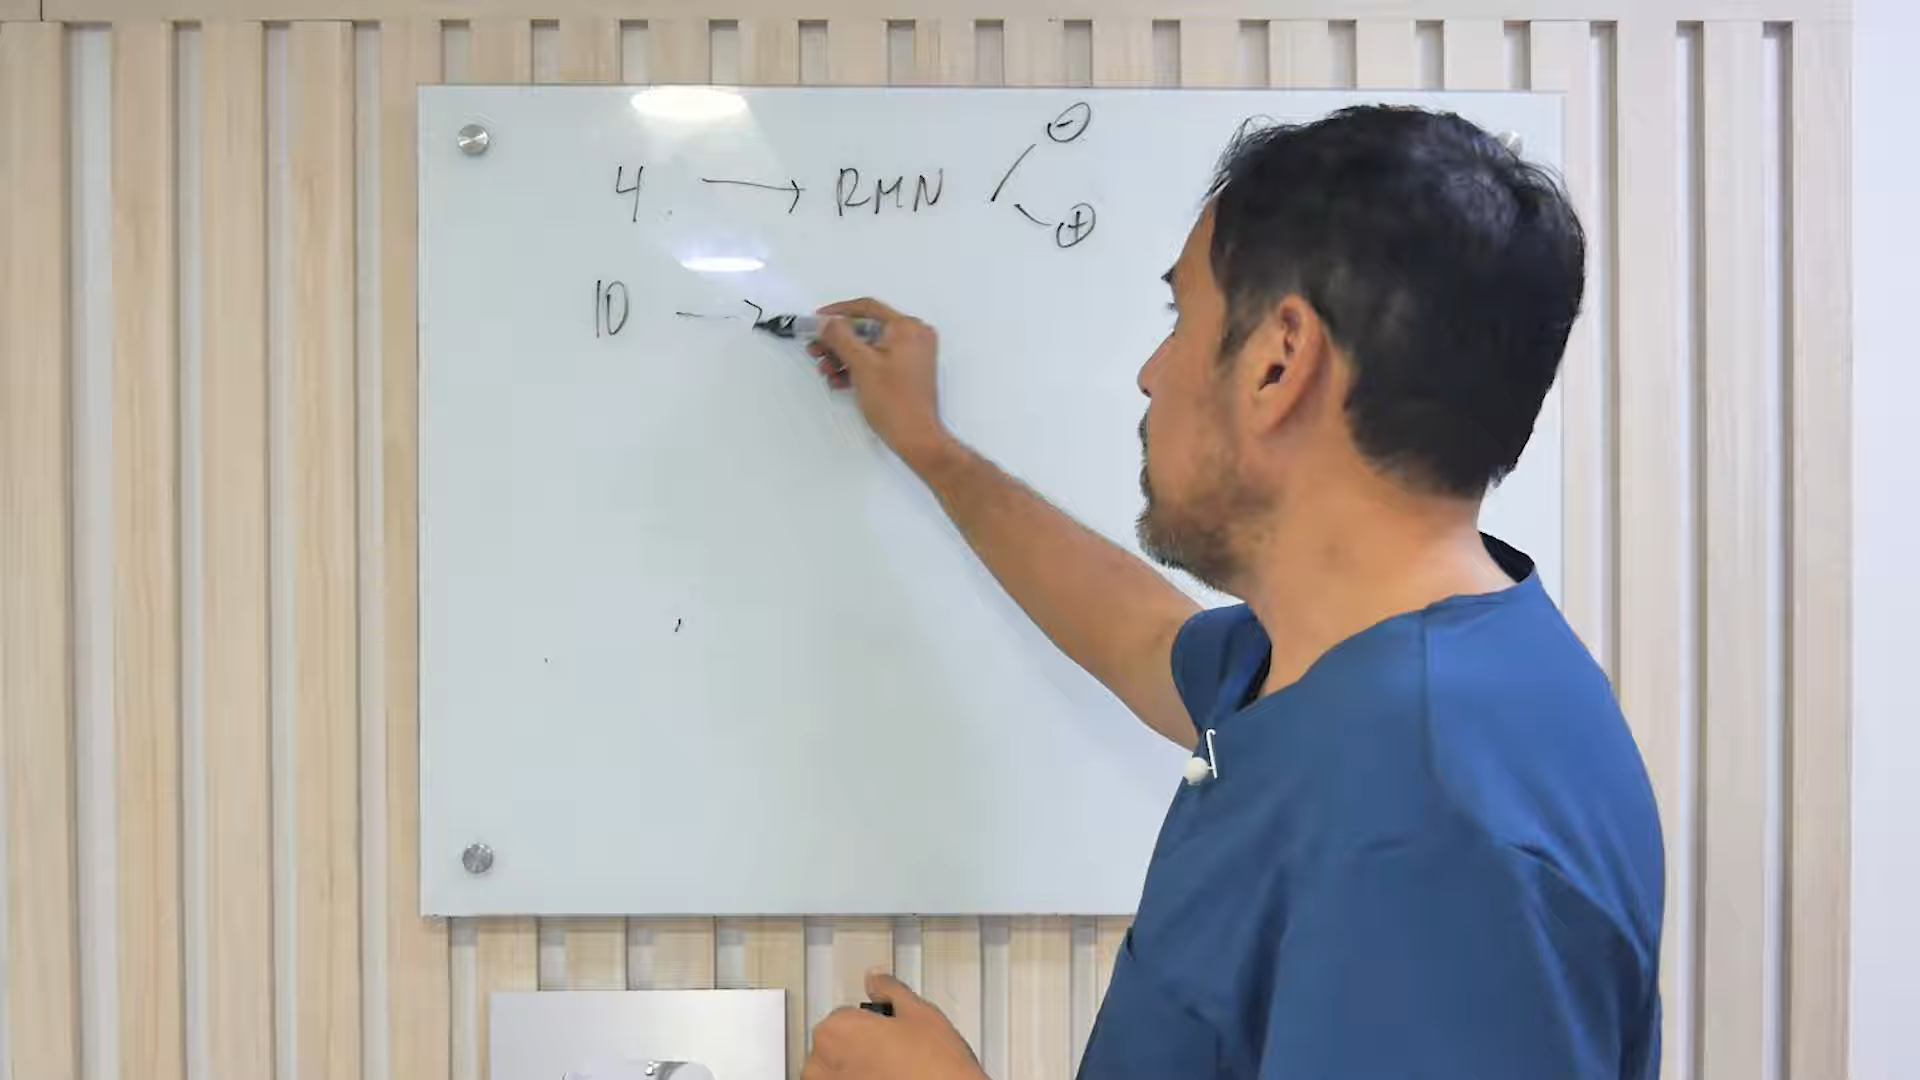 4 → RMN ⊖ ⊕
10 →